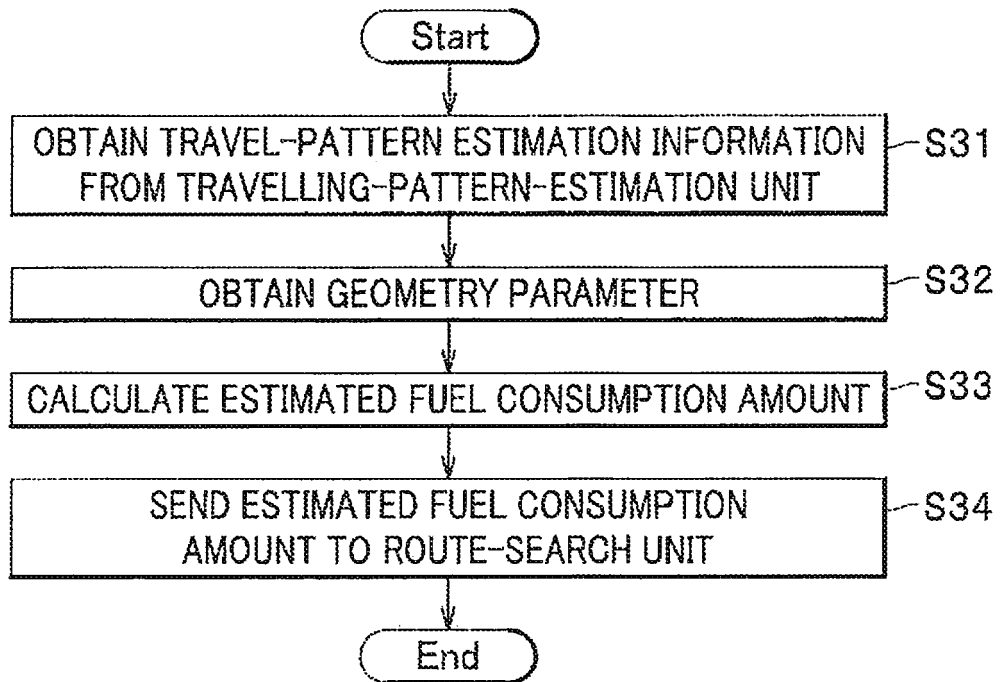 Start
OBTAIN TRAVEL-PATTERN ESTIMATION INFORMATION
FROM TRAVELLING-PATTERN-ESTIMATION UNIT
S31
OBTAIN GEOMETRY PARAMETER
S32
CALCULATE ESTIMATED FUEL CONSUMPTION AMOUNT
S33
SEND ESTIMATED FUEL CONSUMPTION
AMOUNT TO ROUTE-SEARCH UNIT
S34
End